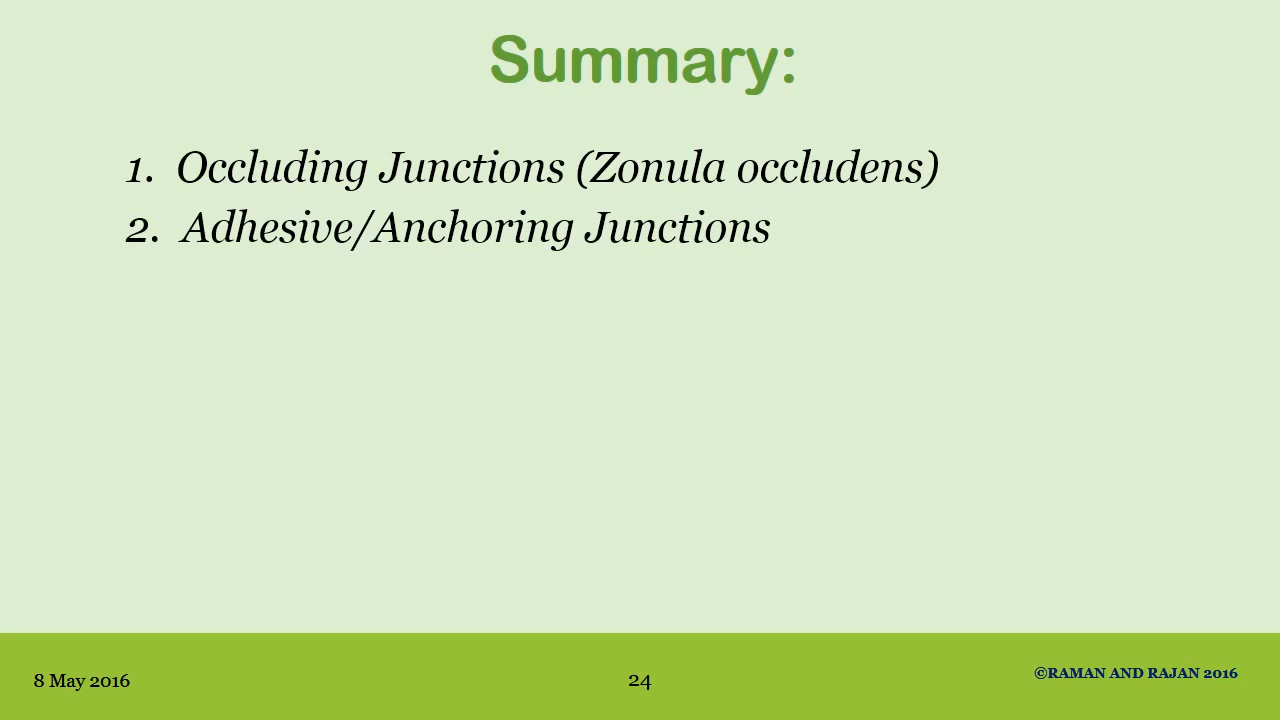 Summary:
1. Occluding Junctions (Zonula occludens)
2. Adhesive/Anchoring Junctions
8 May 2016
24
©RAMAN AND RAJAN 2016